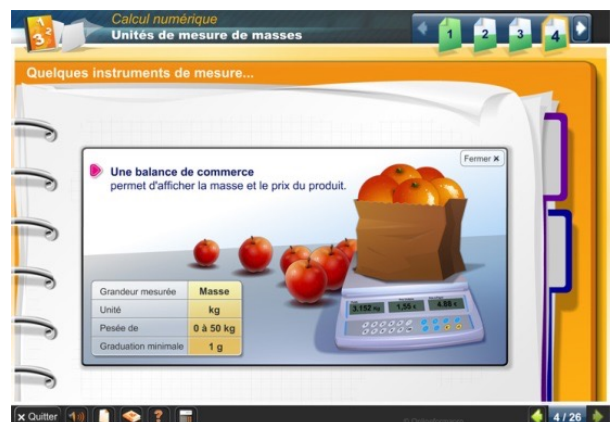 Calcul numérique
Unités de mesure de masses
1 2 3 4
Quelques instruments de mesure...
Fermer x
Une balance de commerce
permet d'afficher la masse et le prix du produit.
Grandeur mesurée Masse
Unité kg
Pesée de 0 à 50 kg
Graduation minimale 1 g
3.152 kg 1,55 € 4.88 €
x Quitter
4 / 26